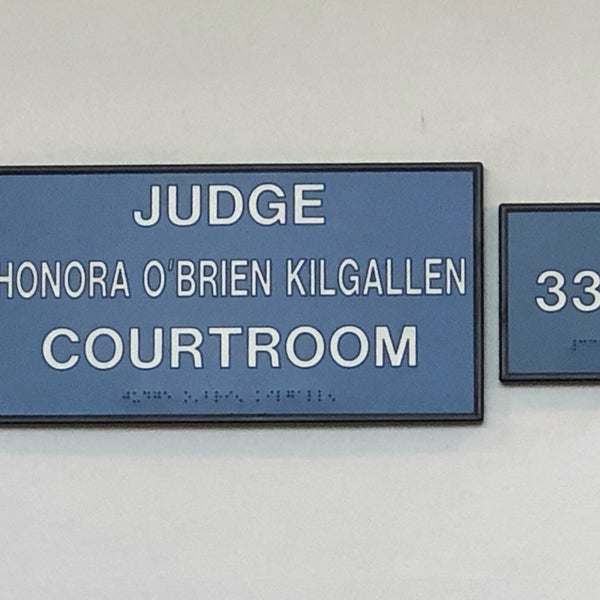 JUDGE
HONORA O'BRIEN KILGALLEN
COURTROOM
33